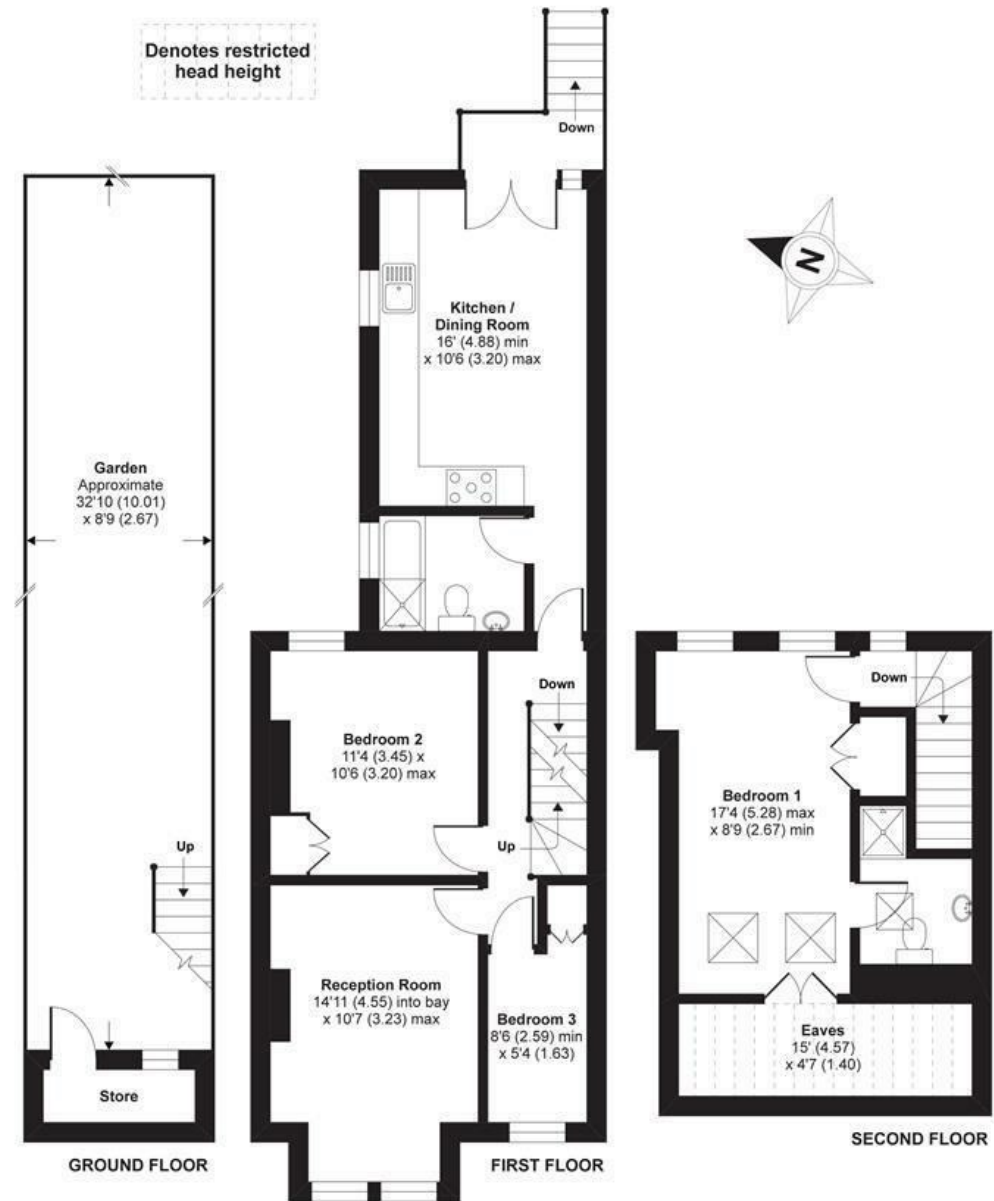 Denotes restricted
head height
Down
N
Kitchen /
Dining Room
16' (4.88) min
x 10'6 (3.20) max
Garden
Approximate
32'10 (10.01)
x 8'9 (2.67)
Up
Store
GROUND FLOOR
Down
Bedroom 2
11'4 (3.45) x
10'6 (3.20) max
Up
Reception Room
14'11 (4.55) into bay
x 10'7 (3.23) max
Bedroom 3
8'6 (2.59) min
x 5'4 (1.63)
FIRST FLOOR
Down
Bedroom 1
17'4 (5.28) max
x 8'9 (2.67) min
Eaves
15' (4.57)
x 4'7 (1.40)
SECOND FLOOR